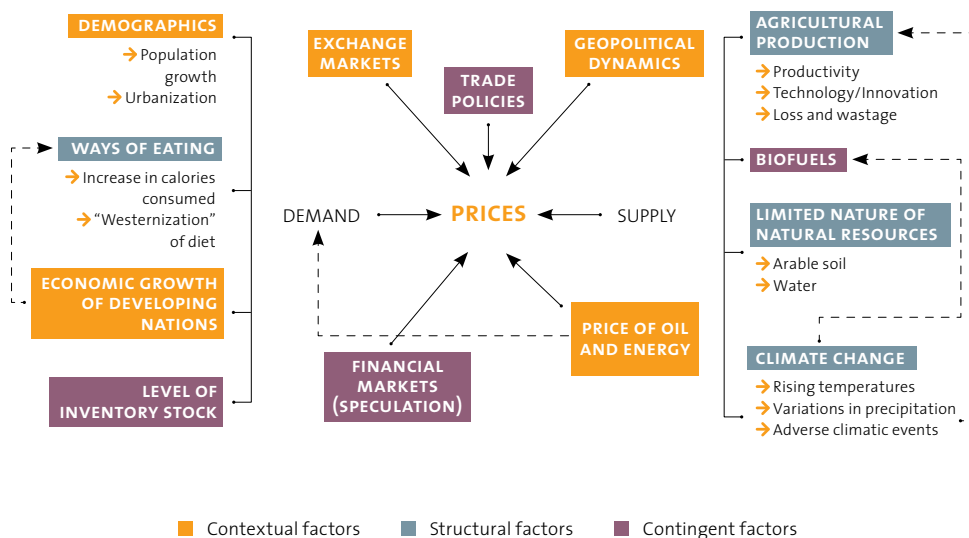 DEMOGRAPHICS
Population
growth
Urbanization
WAYS OF EATING
Increase in calories
consumed
“Westernization”
of diet
ECONOMIC GROWTH
OF DEVELOPING
NATIONS
LEVEL OF
INVENTORY STOCK
EXCHANGE
MARKETS
TRADE
POLICIES
GEOPOLITICAL
DYNAMICS
DEMAND
PRICES
SUPPLY
FINANCIAL
MARKETS
(SPECULATION)
PRICE OF OIL
AND ENERGY
AGRICULTURAL
PRODUCTION
Productivity
Technology/Innovation
Loss and wastage
BIOFUELS
LIMITED NATURE OF
NATURAL RESOURCES
Arable soil
Water
CLIMATE CHANGE
Rising temperatures
Variations in precipitation
Adverse climatic events
Contextual factors
Structural factors
Contingent factors